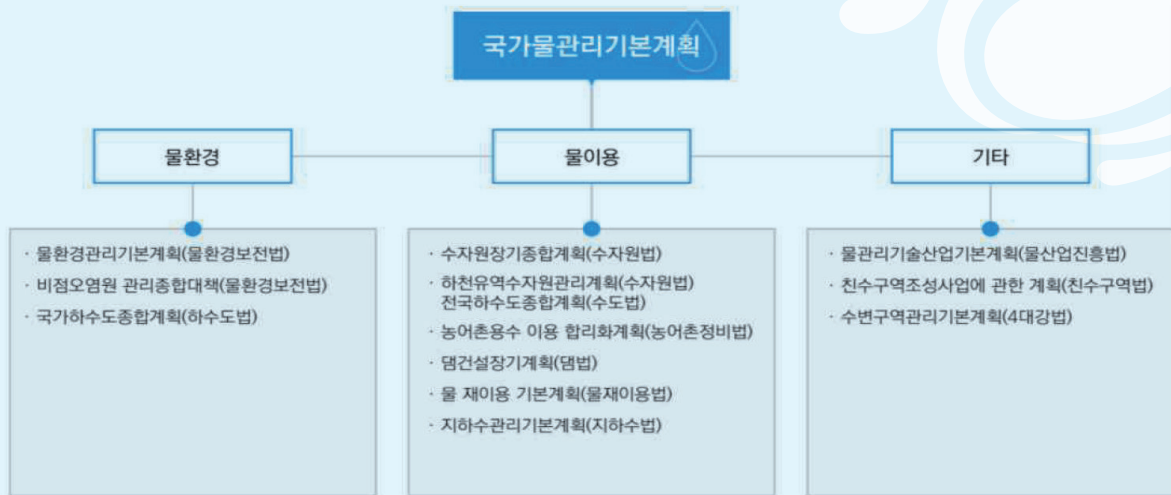 국가물관리기본계획
물환경
· 물환경관리기본계획(물환경보전법)
· 비점오염원 관리종합대책(물환경보전법)
· 국가하수도종합계획(하수도법)
물이용
· 수자원장기종합계획(수자원법)
· 하천유역수자원관리계획(수자원법)
전국하수도종합계획(수도법)
· 농어촌용수 이용 합리화계획(농어촌정비법)
· 댐건설장기계획(댐법)
· 물 재이용 기본계획(물재이용법)
· 지하수관리기본계획(지하수법)
기타
· 물관리기술산업기본계획(물산업진흥법)
· 친수구역조성사업에 관한 계획(친수구역법)
· 수변구역관리기본계획(4대강법)